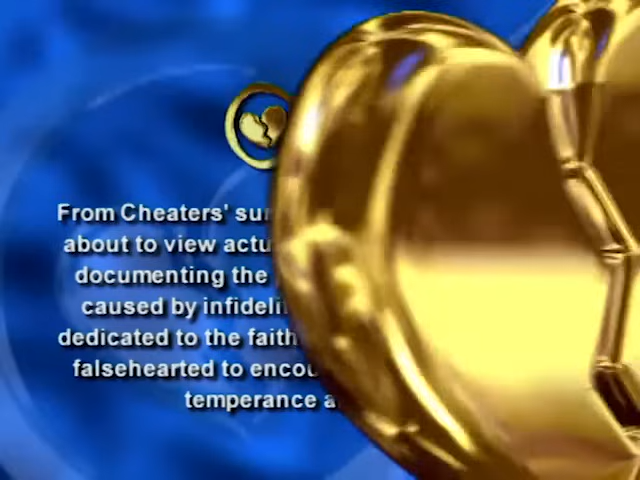 From Cheaters' sur
about to view actu
documenting the
caused by infideli
dedicated to the faith
falsehearted to encou
temperance a